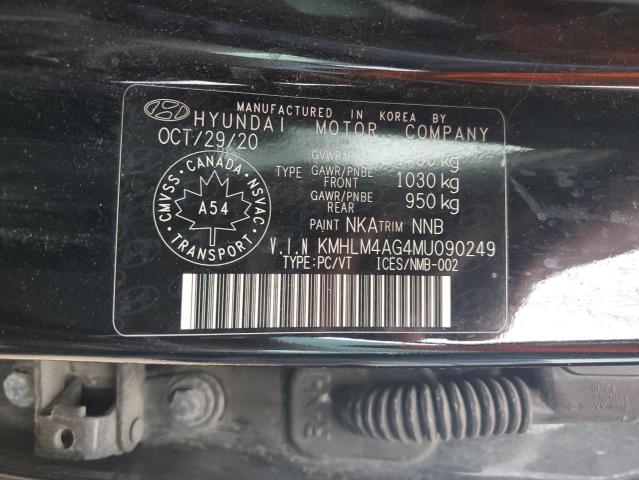 MANUFACTURED IN KOREA BY
HYUNDAI MOTOR COMPANY
OCT/29/20
CMVSS · CANADA · NSVAC
A54
TRANSPORT
TYPE
GVWR/PNBV kg
GAWR/PNBE FRONT 1030 kg
GAWR/PNBE REAR 950 kg
PAINT NKA TRIM NNB
V.I.N KMHLM4AG4MU090249
TYPE:PC/VT ICES/NMB-002